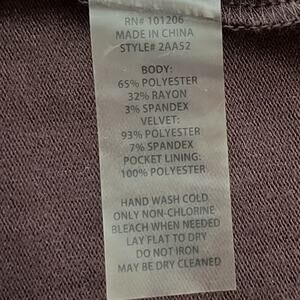 RN# 101206
MADE IN CHINA
STYLE# 2AA52
BODY:
65% POLYESTER
32% RAYON
3% SPANDEX
VELVET:
93% POLYESTER
7% SPANDEX
POCKET LINING:
100% POLYESTER
HAND WASH COLD
ONLY NON-CHLORINE
BLEACH WHEN NEEDED
LAY FLAT TO DRY
DO NOT IRON
MAY BE DRY CLEANED